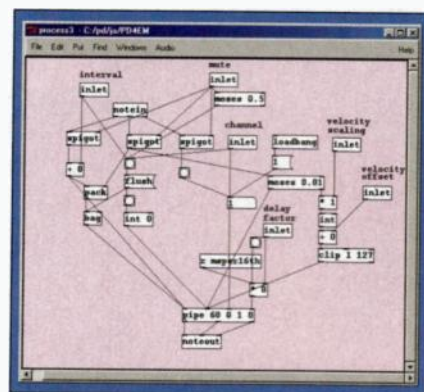 process3 - C:/pd/ja/PD4EM
File Edit Put Find Windows Audio Help
mute
interval
inlet
inlet
moses 0.5
notein
channel
velocity
scaling
spigot
spigot
spigot
inlet
loadbang
inlet
velocity
offset
1
+ 0
flush
moses 0.01
inlet
pack
1
* 1
delay
factor
bag
int 0
int
inlet
+ 0
clip 1 127
* 0
pipe 60 0 1 0
noteout